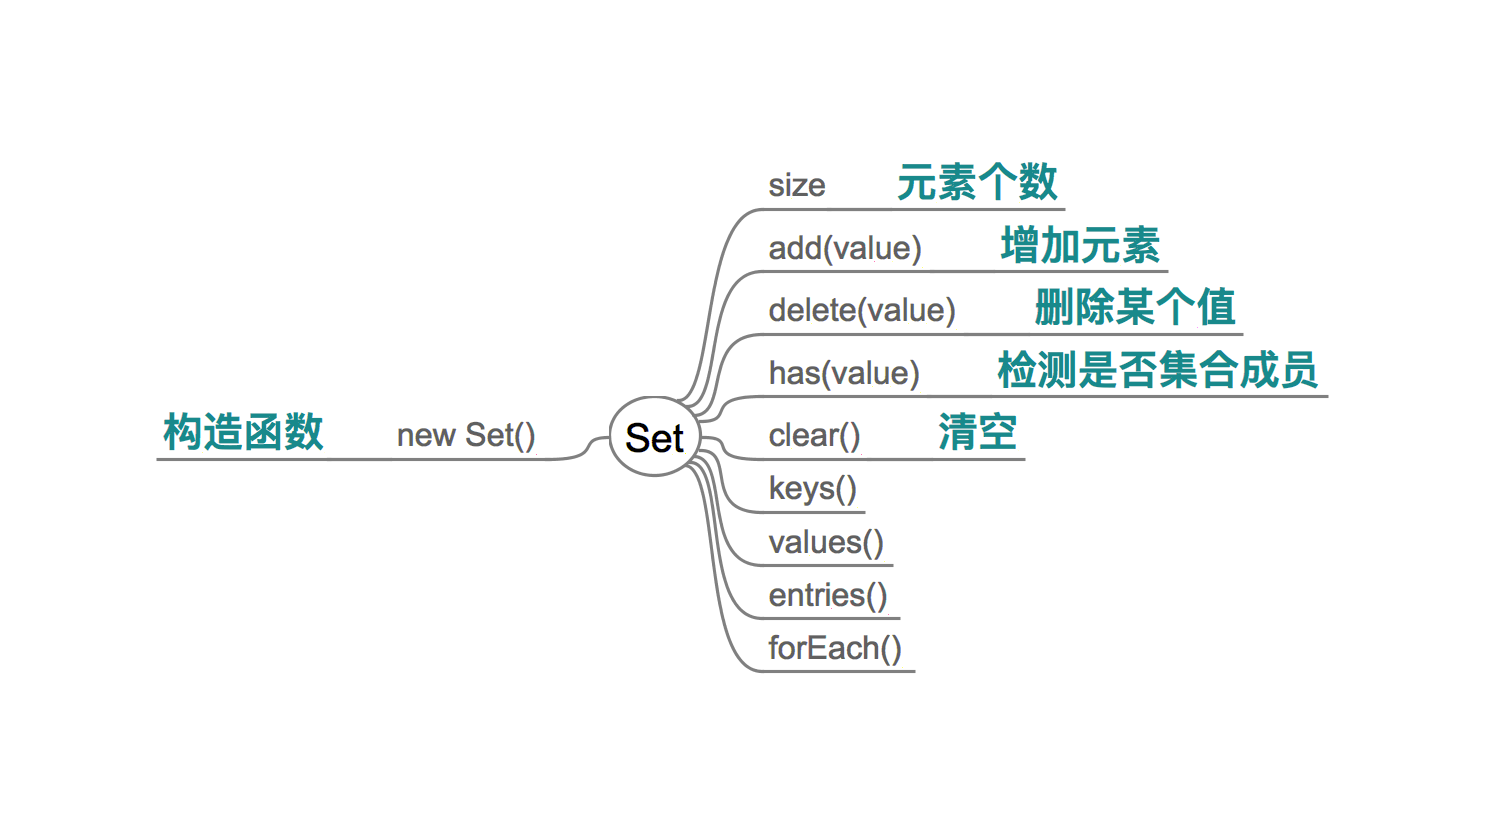 size 元素个数
add(value) 增加元素
delete(value) 删除某个值
has(value) 检测是否集合成员
构造函数 new Set() Set clear() 清空
keys()
values()
entries()
forEach()